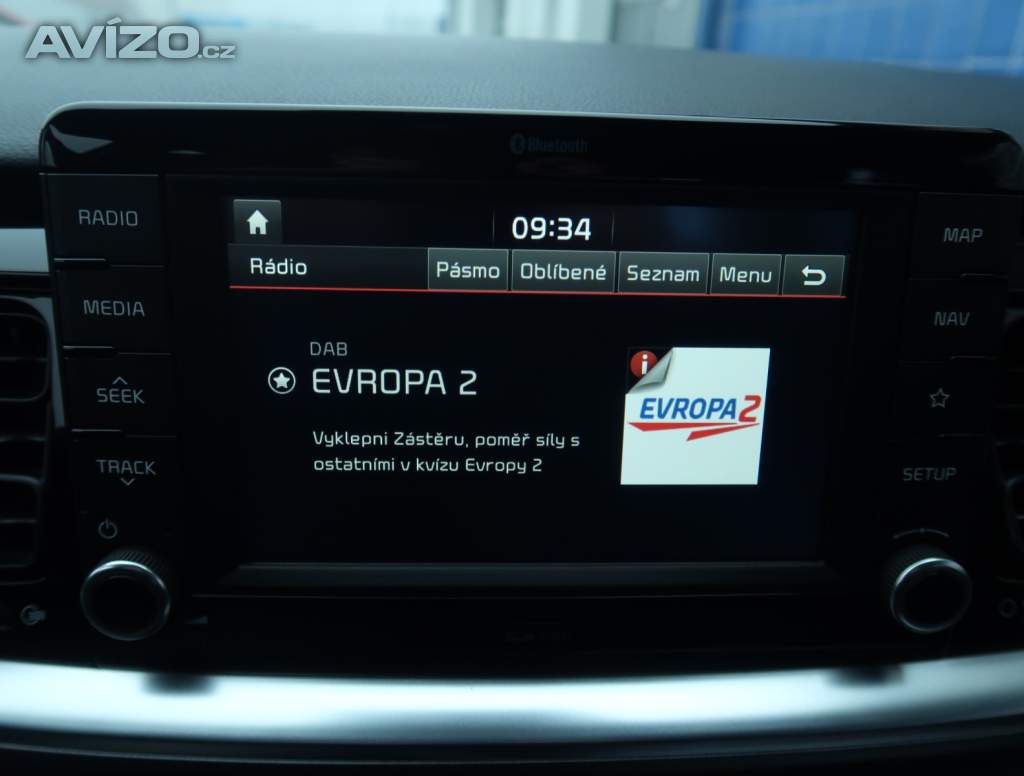 AVÍZO.cz
Bluetooth
RADIO
MEDIA
SEEK
TRACK
09:34
Rádio
Pásmo
Oblíbené
Seznam
Menu
DAB
EVROPA 2
Vyklepni Zástěru, poměř síly s
ostatními v kvízu Evropy 2
i
EVROPA2
MAP
NAV
SETUP